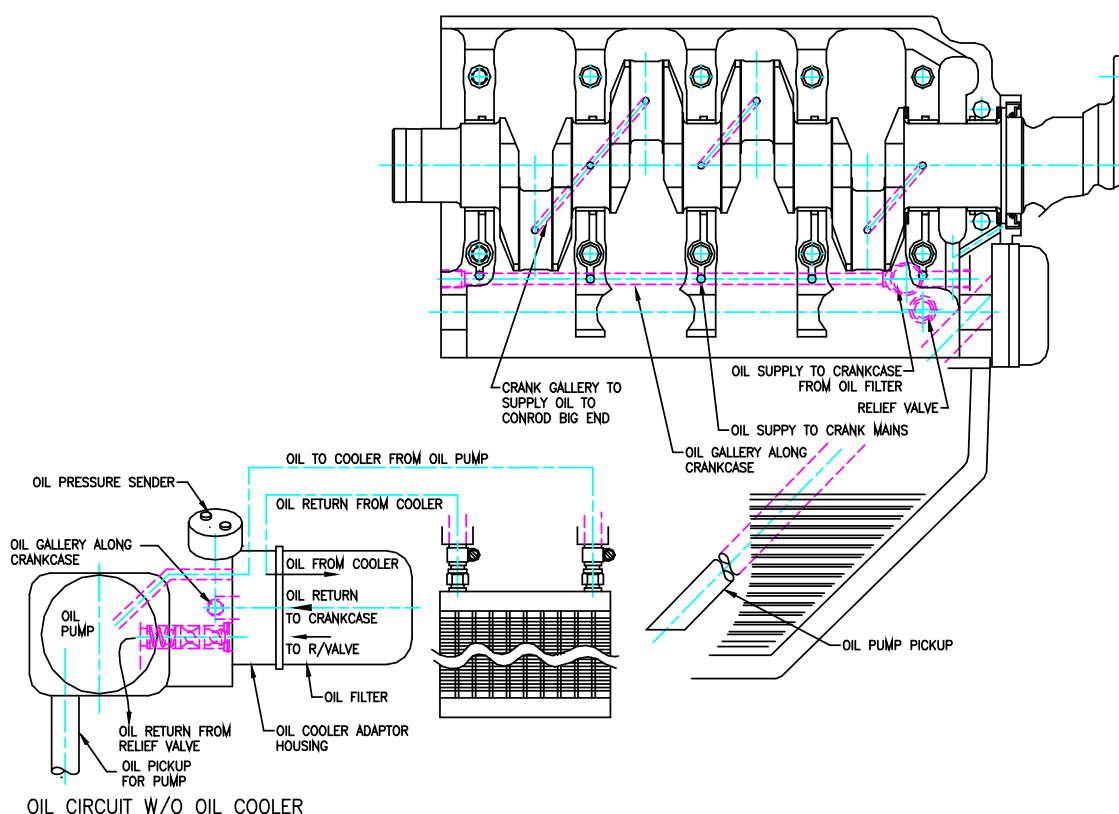 OIL SUPPLY TO CRANKCASE
FROM OIL FILTER
CRANK GALLERY TO
SUPPLY OIL TO
CONROD BIG END
RELIEF VALVE
OIL SUPPY TO CRANK MAINS
OIL GALLERY ALONG
CRANKCASE
OIL TO COOLER FROM OIL PUMP
OIL PRESSURE SENDER
OIL RETURN FROM COOLER
OIL GALLERY ALONG
CRANKCASE
OIL FROM COOLER
OIL RETURN
TO CRANKCASE
TO R/VALVE
OIL
PUMP
OIL PUMP PICKUP
OIL FILTER
OIL RETURN FROM
RELIEF VALVE
OIL COOLER ADAPTOR
HOUSING
OIL PICKUP
FOR PUMP
OIL CIRCUIT W/O OIL COOLER